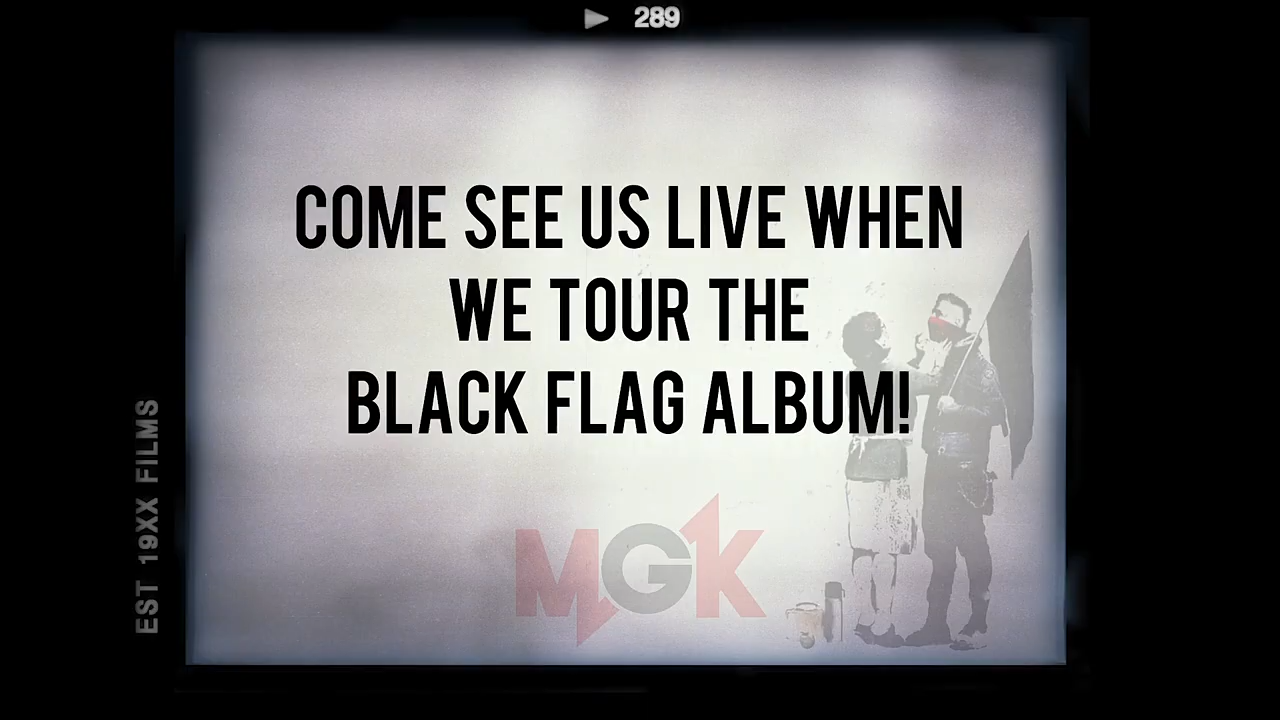 289
COME SEE US LIVE WHEN
WE TOUR THE
BLACK FLAG ALBUM!
EST 19XX FILMS
MGK